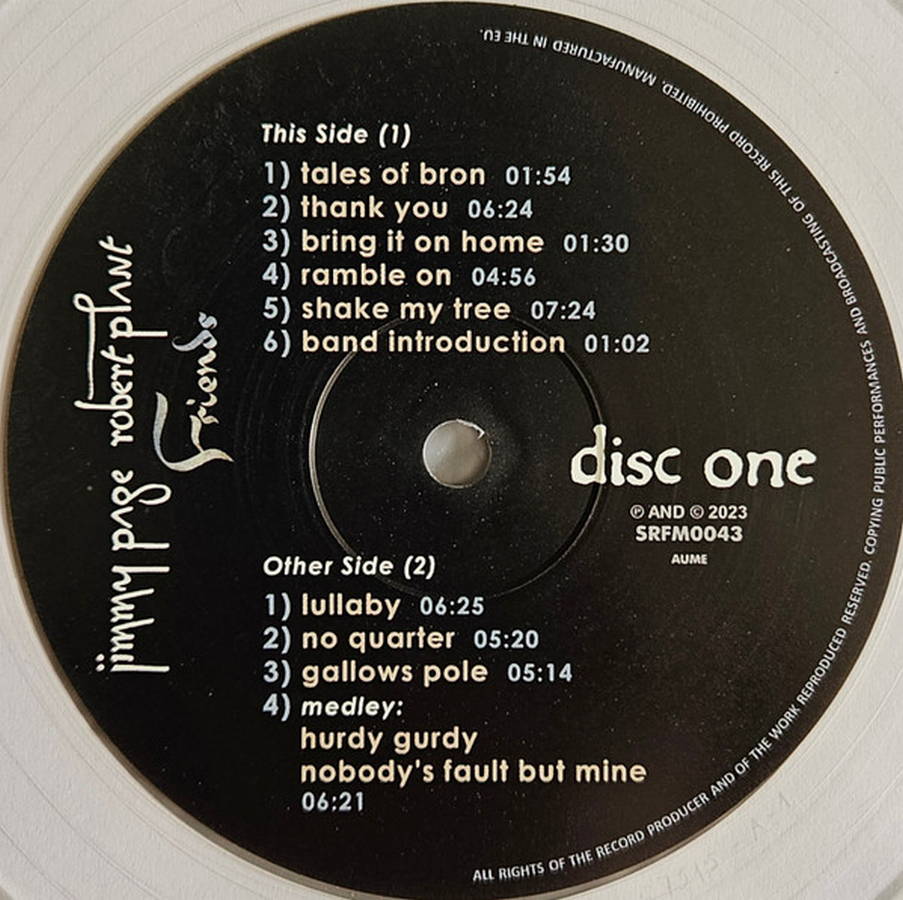 jimmy page robert plant
Friends
This Side (1)
1) tales of bron 01:54
2) thank you 06:24
3) bring it on home 01:30
4) ramble on 04:56
5) shake my tree 07:24
6) band introduction 01:02
disc one
℗ AND © 2023
SRFM0043
AUME
Other Side (2)
1) lullaby 06:25
2) no quarter 05:20
3) gallows pole 05:14
4) medley:
hurdy gurdy
nobody's fault but mine
06:21
ALL RIGHTS OF THE RECORD PRODUCER AND OF THE WORK REPRODUCED RESERVED. COPYING PUBLIC PERFORMANCES AND BROADCASTING OF THIS RECORD PROHIBITED. MANUFACTURED IN THE EU.